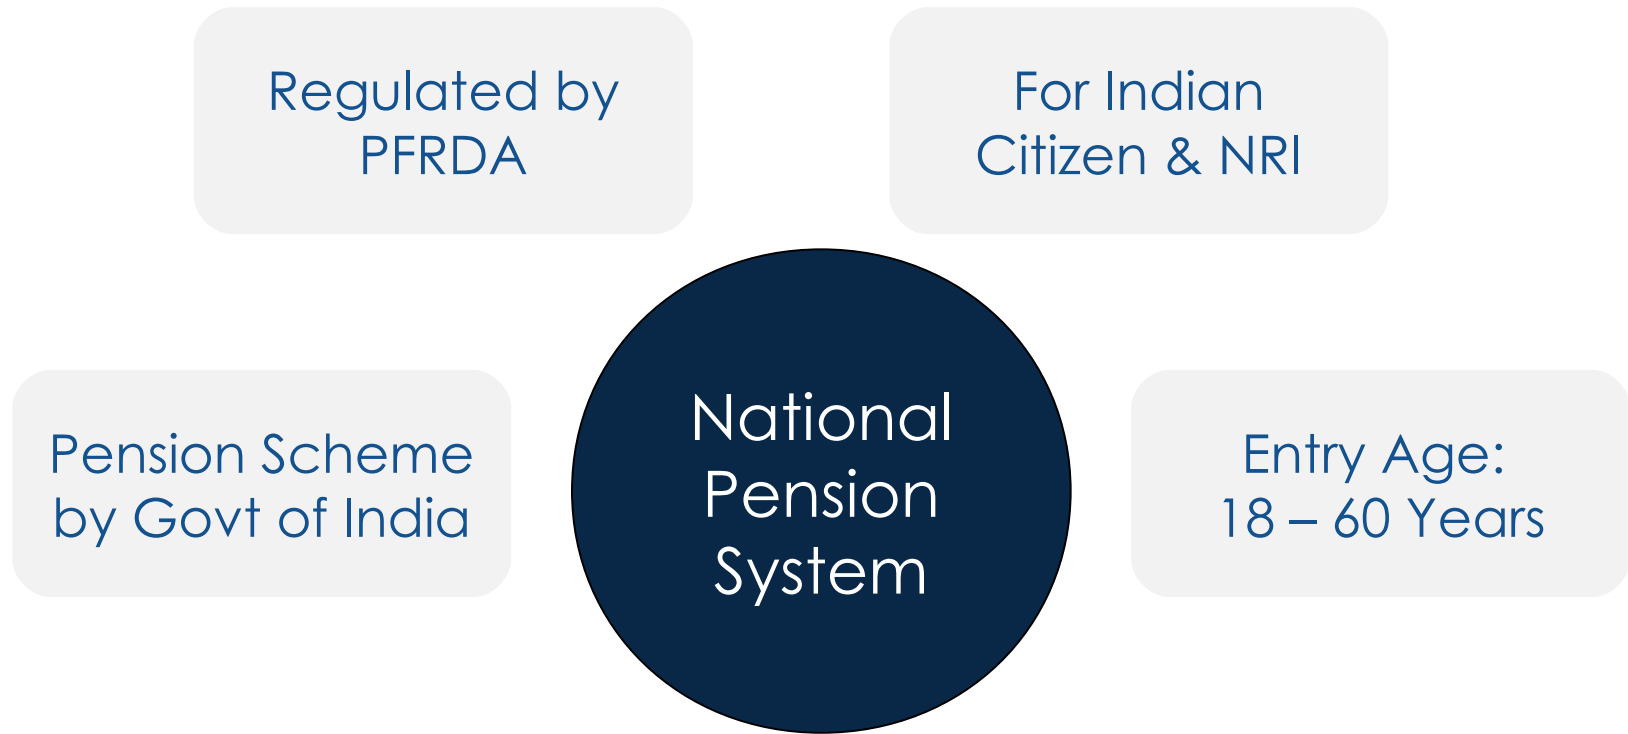 Regulated by
PFRDA
For Indian
Citizen & NRI
Pension Scheme
by Govt of India
National
Pension
System
Entry Age:
18 – 60 Years